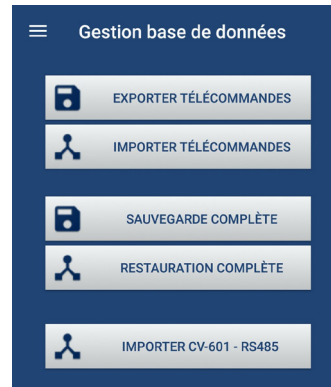 Gestion base de données
EXPORTER TÉLÉCOMMANDES
IMPORTER TÉLÉCOMMANDES
SAUVEGARDE COMPLÈTE
RESTAURATION COMPLÈTE
IMPORTER CV-601 - RS485